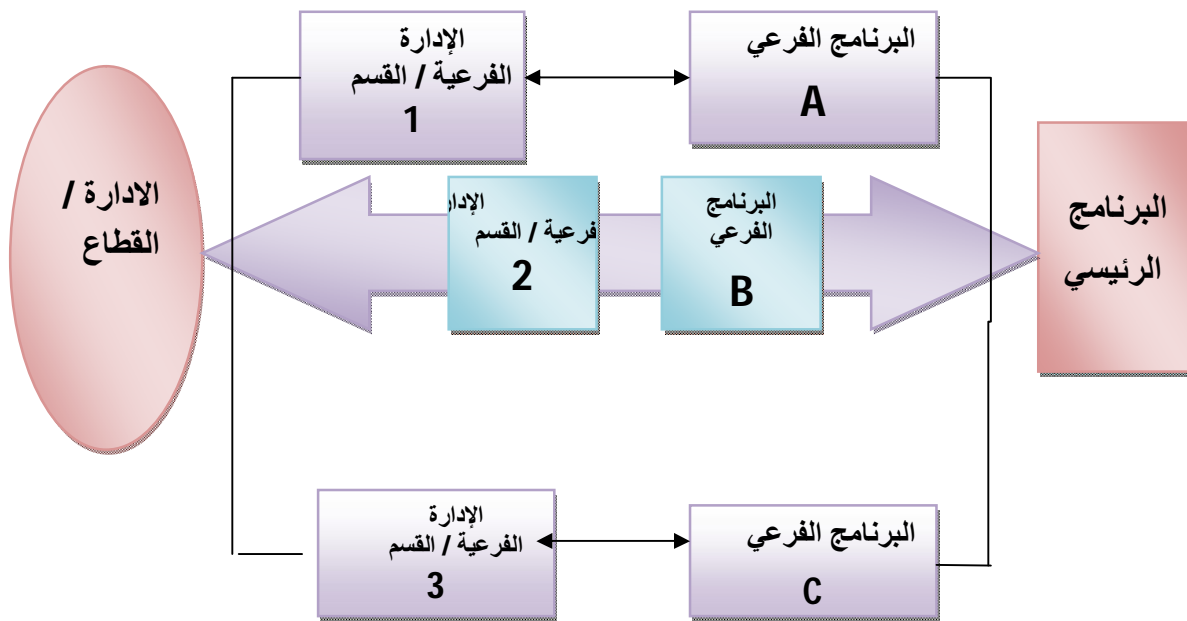 الإدارة
الفرعية / القسم
1
البرنامج الفرعي
A
الادارة /
القطاع
الإدار
فرعية / القسم
2
البرنامج
الفرعي
B
البرنامج
الرئيسي
الإدارة
الفرعية / القسم
3
البرنامج الفرعي
C